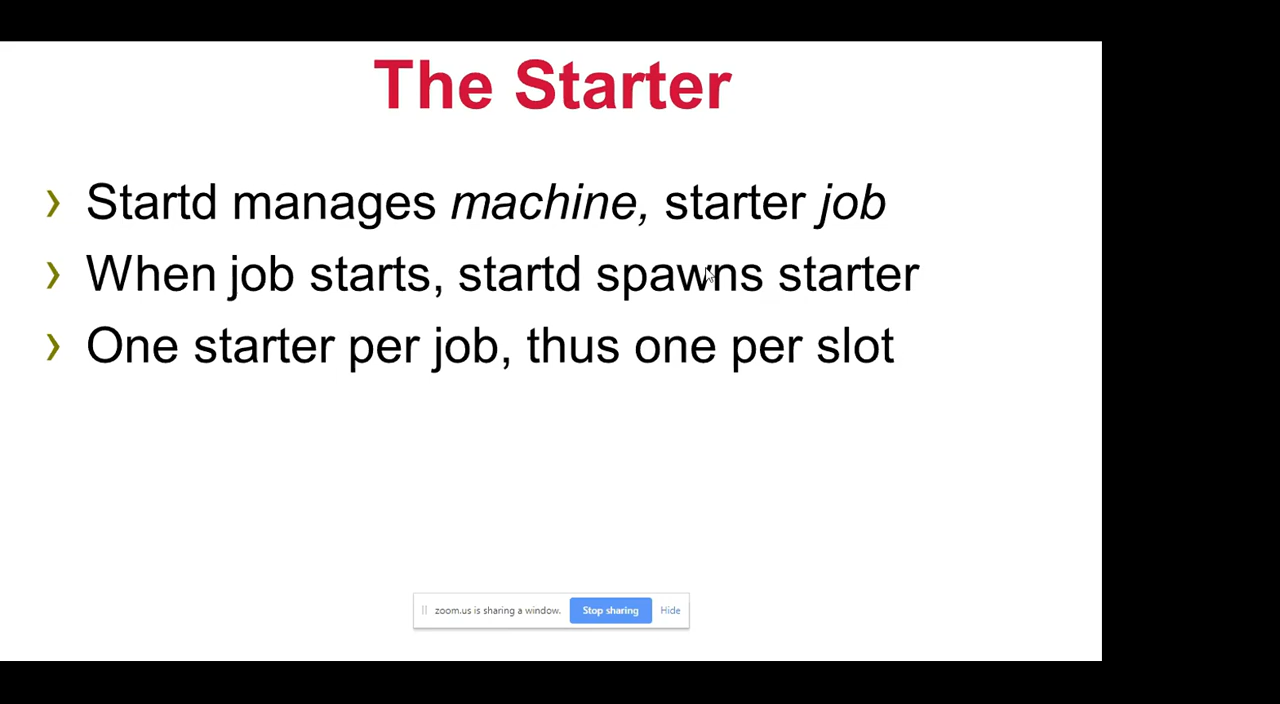 The Starter
› Startd manages machine, starter job
› When job starts, startd spawns starter
› One starter per job, thus one per slot
zoom.us is sharing a window. Stop sharing Hide